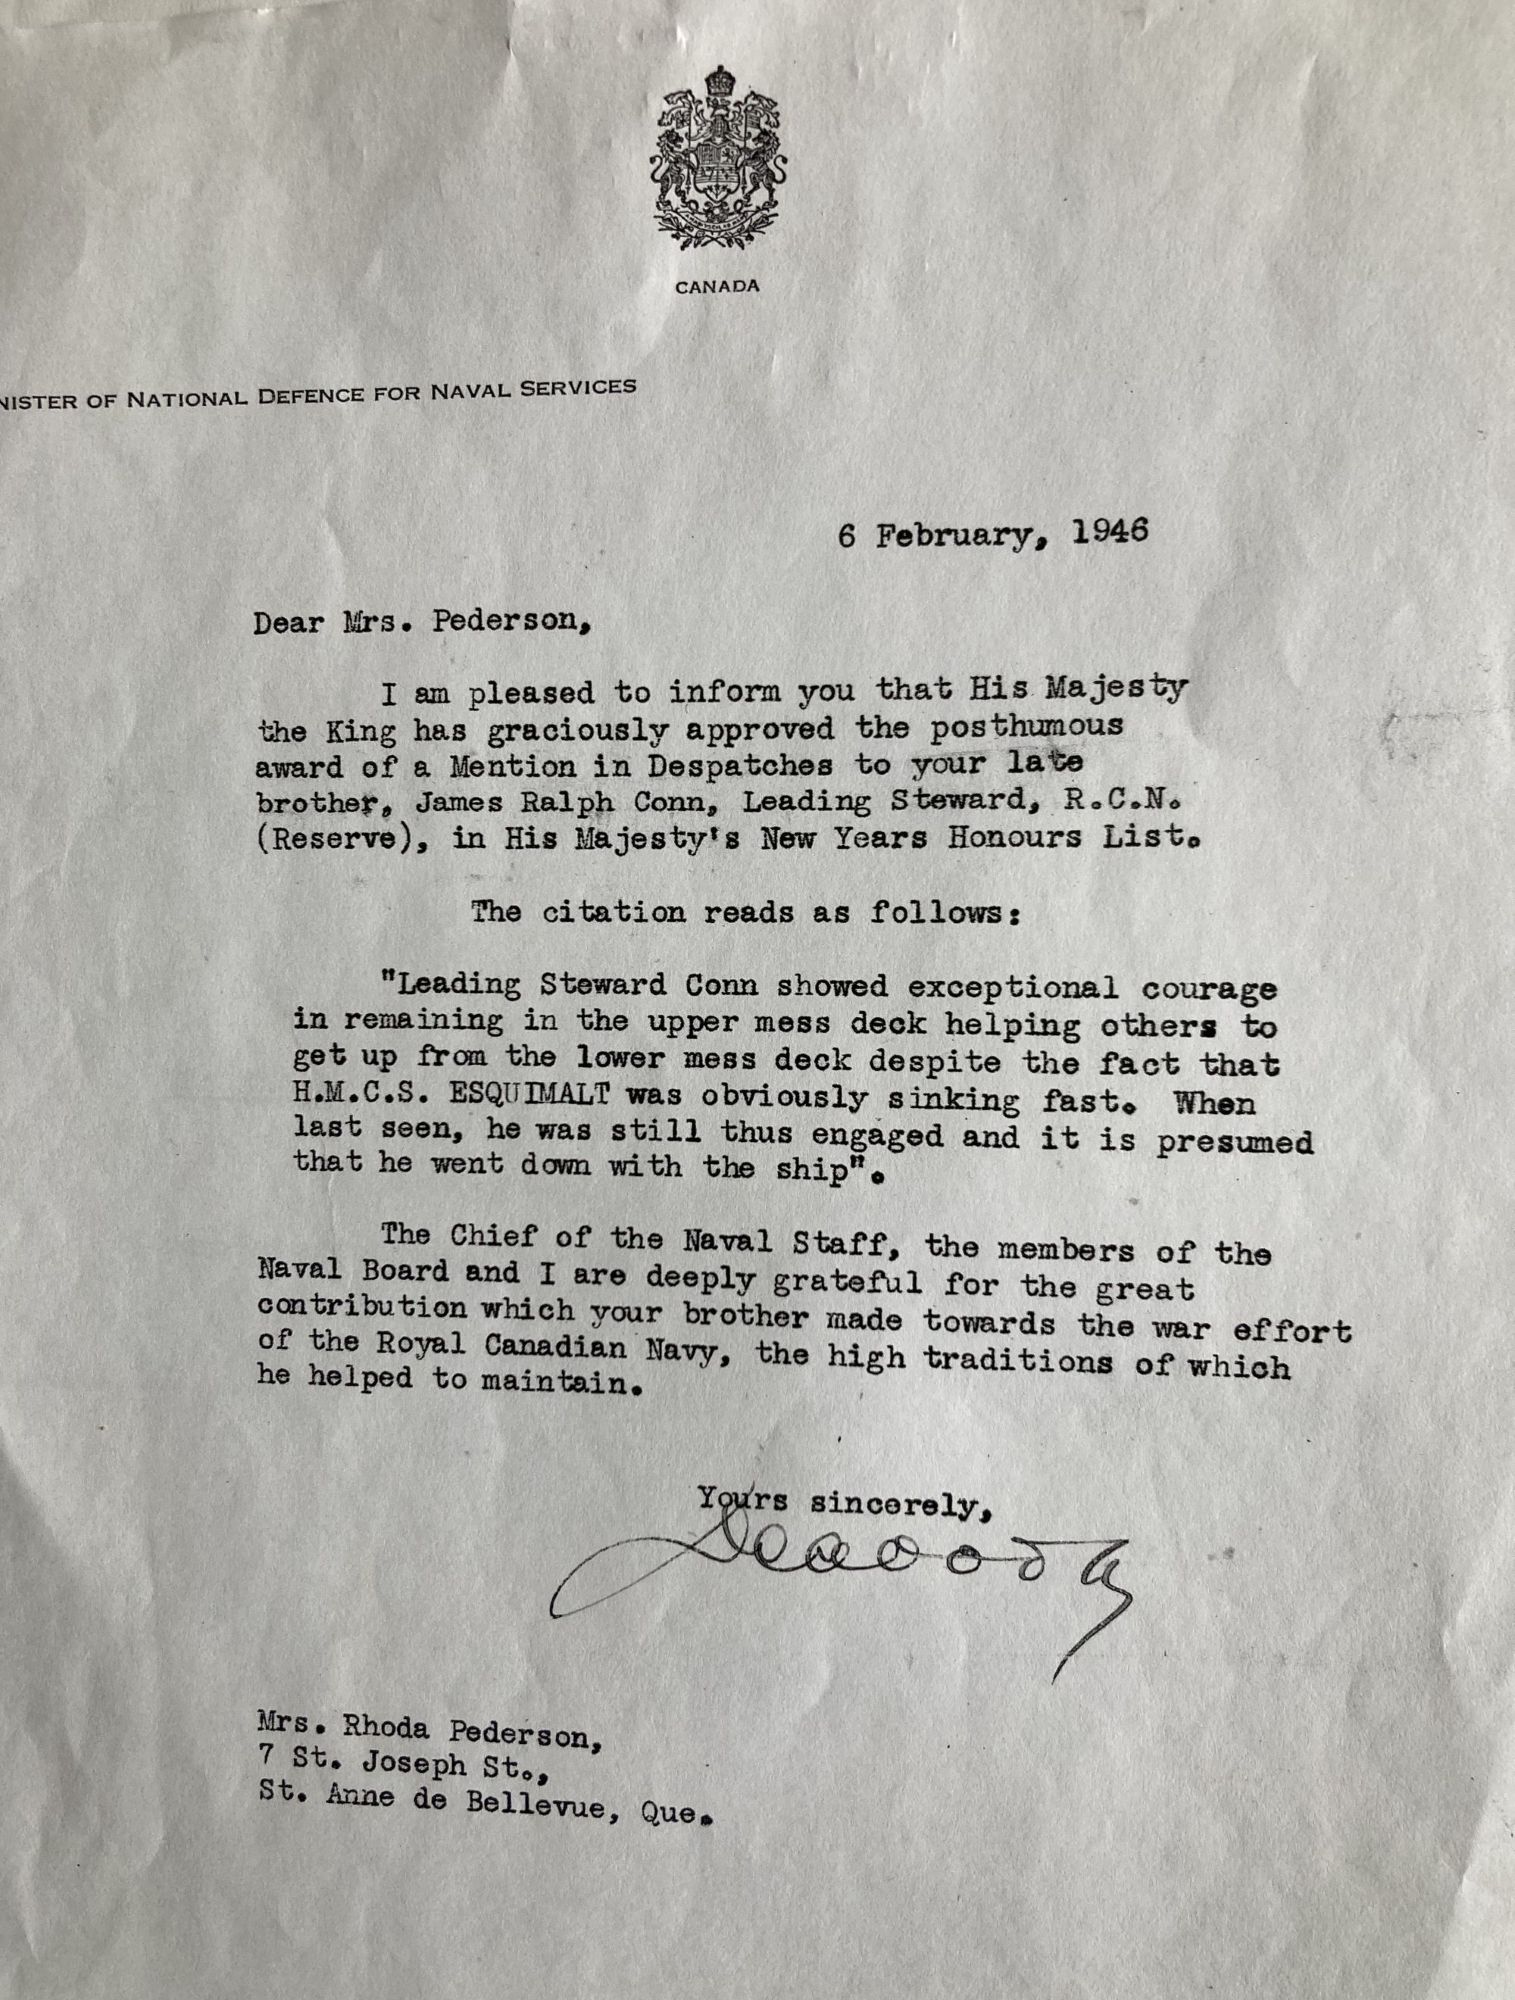 CANADA
NISTER OF NATIONAL DEFENCE FOR NAVAL SERVICES
6 February, 1946
Dear Mrs. Pederson,
I am pleased to inform you that His Majesty
the King has graciously approved the posthumous
award of a Mention in Despatches to your late
brother, James Ralph Conn, Leading Steward, R.C.N.
(Reserve), in His Majesty's New Years Honours List.
The citation reads as follows:
"Leading Steward Conn showed exceptional courage
in remaining in the upper mess deck helping others to
get up from the lower mess deck despite the fact that
H.M.C.S. ESQUIMALT was obviously sinking fast. When
last seen, he was still thus engaged and it is presumed
that he went down with the ship".
The Chief of the Naval Staff, the members of the
Naval Board and I are deeply grateful for the great
contribution which your brother made towards the war effort
of the Royal Canadian Navy, the high traditions of which
he helped to maintain.
Yours sincerely,
Mrs. Rhoda Pederson,
7 St. Joseph St.,
St. Anne de Bellevue, Que.